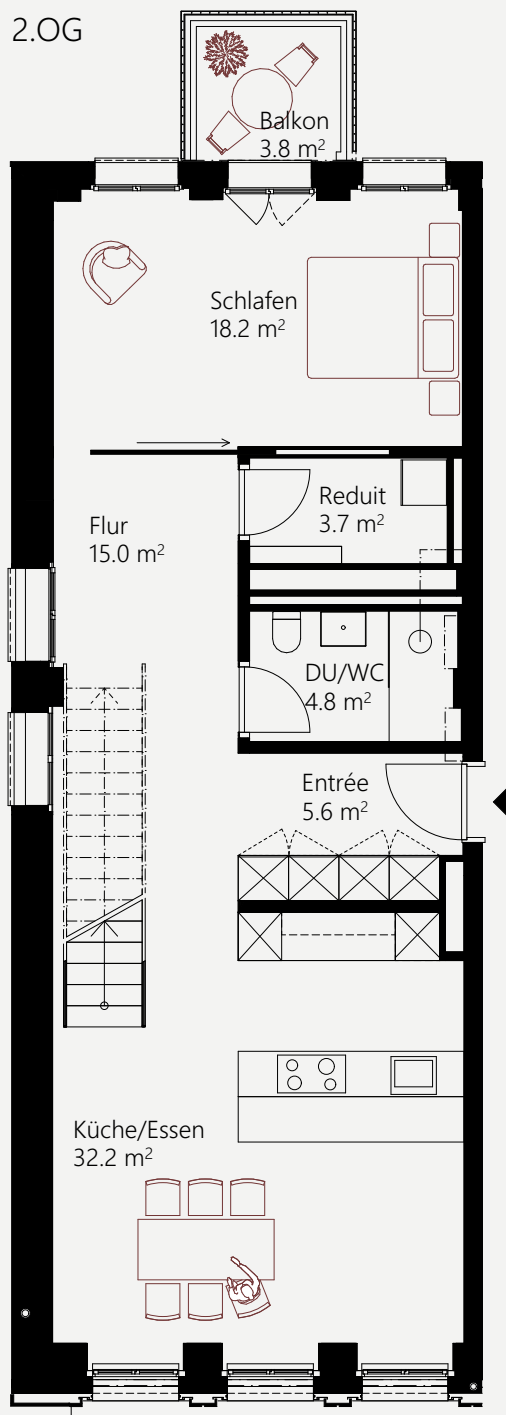 2.OG
Balkon
3.8 m²
Schlafen
18.2 m²
Reduit
3.7 m²
Flur
15.0 m²
DU/WC
4.8 m²
Entrée
5.6 m²
Küche/Essen
32.2 m²